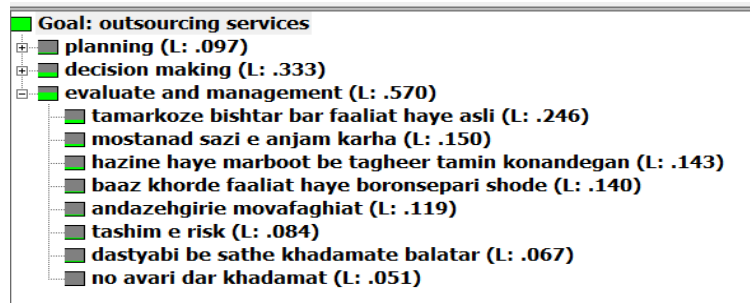 Goal: outsourcing services
planning (L: .097)
decision making (L: .333)
evaluate and management (L: .570)
tamarkoze bishtar bar faaliat haye asli (L: .246)
mostanad sazi e anjam karha (L: .150)
hazine haye marboot be tagheer tamin konandegan (L: .143)
baaz khorde faaliat haye boronsepari shode (L: .140)
andazehgirie movafaghiat (L: .119)
tashim e risk (L: .084)
dastyabi be sathe khadamate balatar (L: .067)
no avari dar khadamat (L: .051)